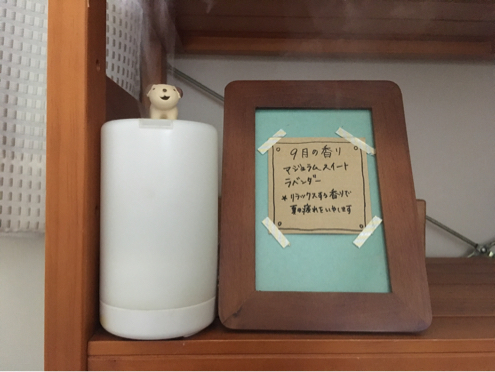 9月の香り
マジョラム スイート
ラベンダー
*リラックスする香りで
夏の疲れをいやします